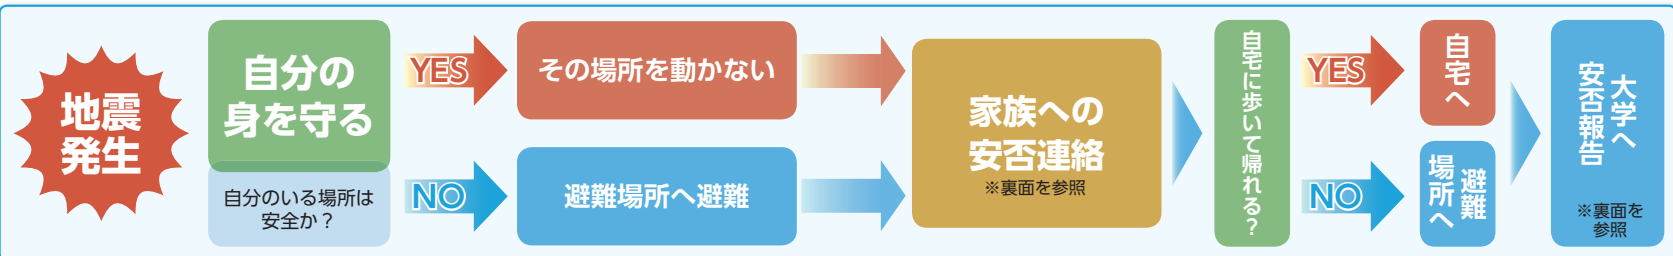 地震
発生
自分の
身を守る
自分のいる場所は
安全か？
YES
その場所を動かない
NO
避難場所へ避難
家族への
安否連絡
※裏面を参照
自宅に歩いて帰れる？
YES
自宅へ
NO
避難
場所へ
大学へ
安否報告
※裏面を
参照